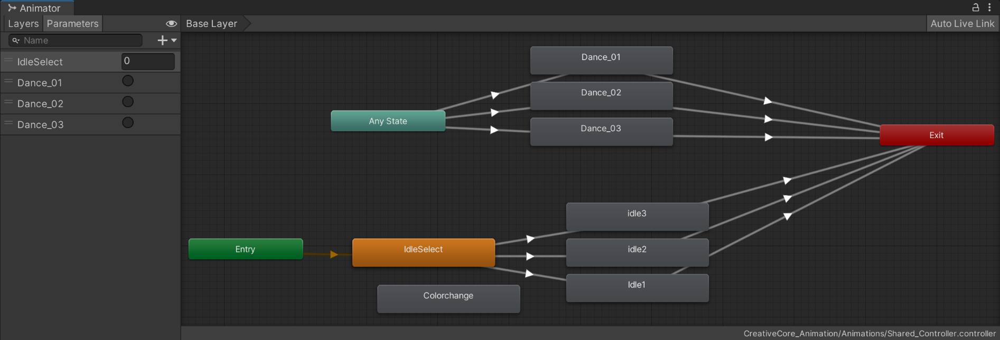 Animator
Layers Parameters
Base Layer
Auto Live Link
Name
IdleSelect 0
Dance_01
Dance_02
Dance_03
Dance_01
Dance_02
Any State
Dance_03
Exit
idle3
Entry
IdleSelect
idle2
Idle1
Colorchange
CreativeCore_Animation/Animations/Shared_Controller.controller